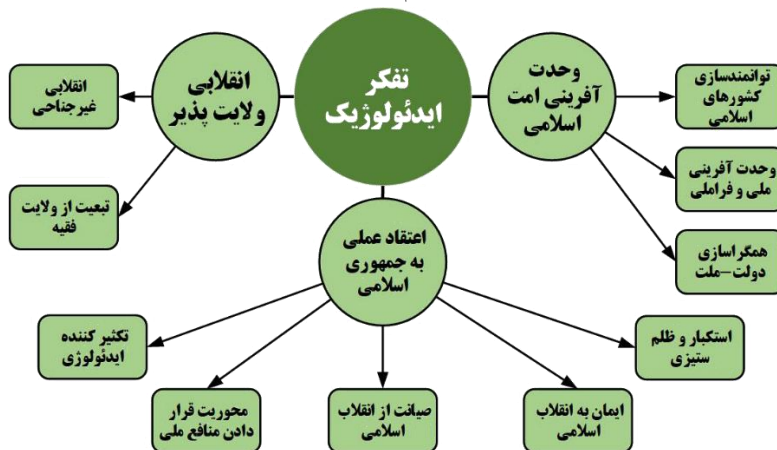 تفکر
ایدئولوژیک
وحدت
آفرینی امت
اسلامی
توانمندسازی
کشورهای
اسلامی
وحدت آفرینی
ملی و فراملی
همگراسازی
دولت–ملت
انقلابی
ولایت پذیر
انقلابی
غیرجناحی
تبعیت از ولایت
فقیه
اعتقاد عملی
به جمهوری
اسلامی
استکبار و ظلم
ستیزی
ایمان به انقلاب
اسلامی
صیانت از انقلاب
اسلامی
محوریت قرار
دادن منافع ملی
تکثیر کننده
ایدئولوژی